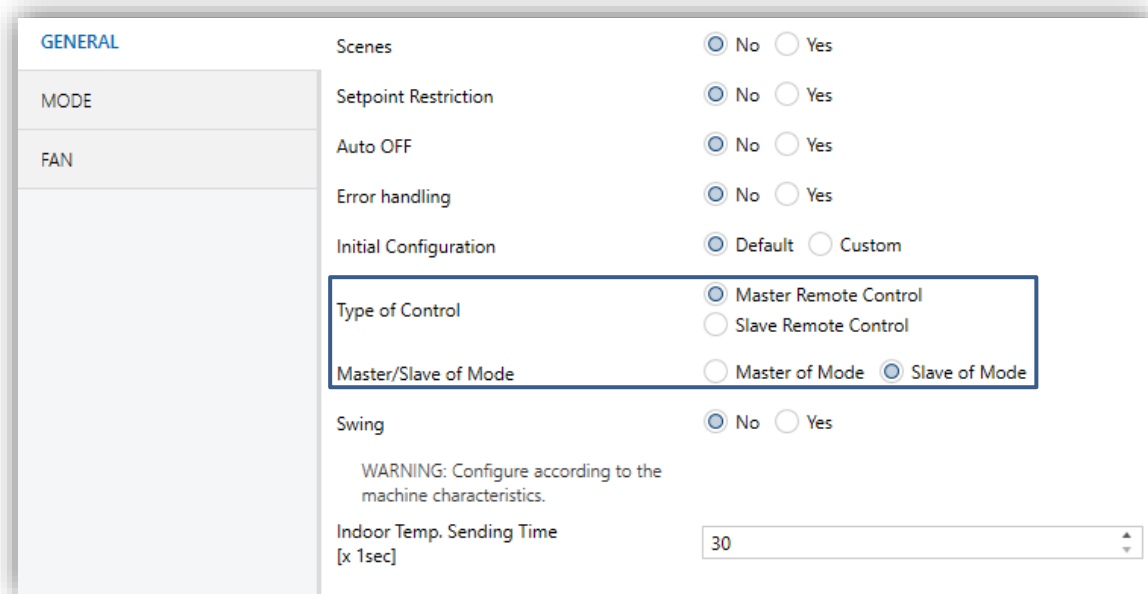 GENERAL
MODE
FAN
Scenes No Yes
Setpoint Restriction No Yes
Auto OFF No Yes
Error handling No Yes
Initial Configuration Default Custom
Type of Control Master Remote Control
Slave Remote Control
Master/Slave of Mode Master of Mode Slave of Mode
Swing No Yes
WARNING: Configure according to the
machine characteristics.
Indoor Temp. Sending Time
[x 1sec] 30